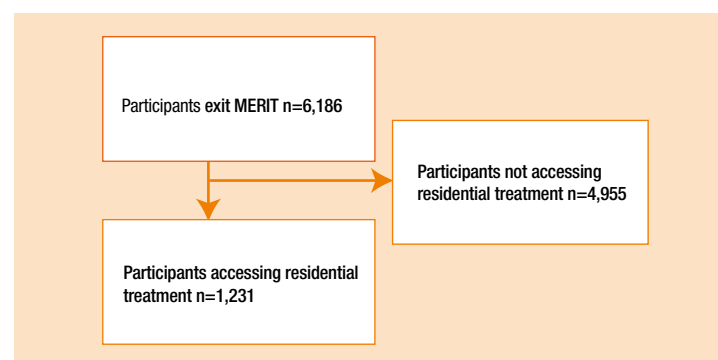 Participants exit MERIT n=6,186
Participants not accessing
residential treatment n=4,955
Participants accessing residential
treatment n=1,231